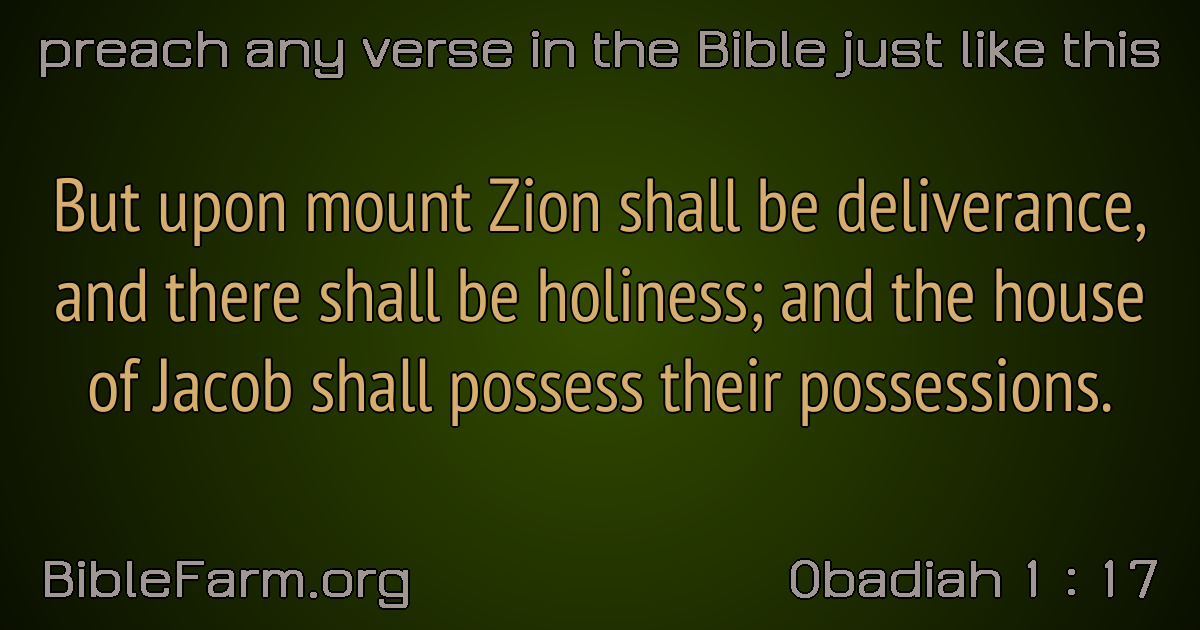 preach any verse in the Bible just like this
But upon mount Zion shall be deliverance,
and there shall be holiness; and the house
of Jacob shall possess their possessions.
BibleFarm.org
Obadiah 1 : 17